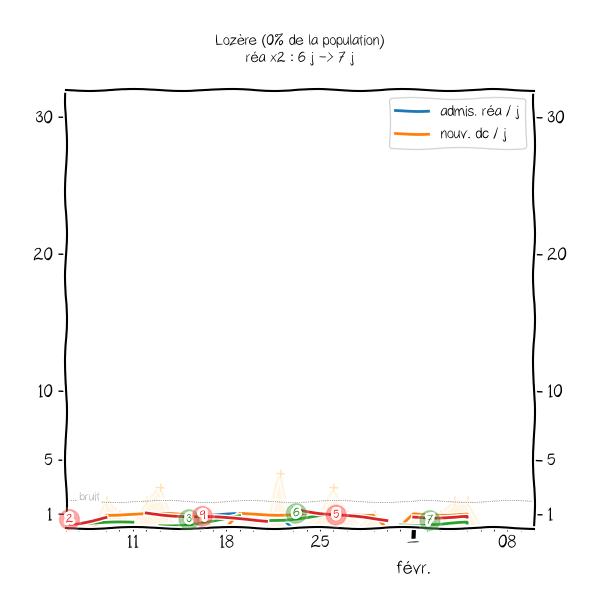 Lozère (0% de la population)
réa x2 : 6 j -> 7 j
admis. réa / j
nouv. dc / j
30 30
20 20
10 10
5 5
bruit
1 1
2 3 9 6 5 7
11 18 25 1 08
févr.